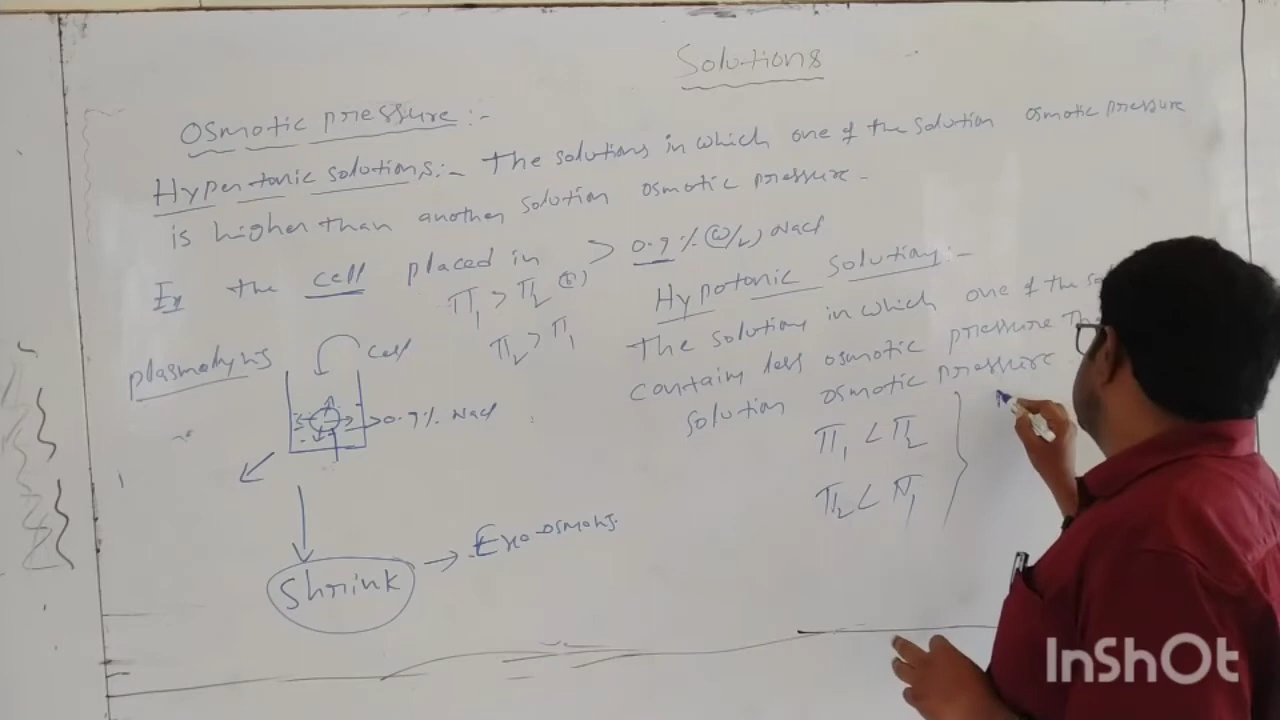 Solutions
Osmotic pressure:-
Hypertonic solutions:- The solutions in which one of the solution osmotic pressure
is higher than another solution osmotic pressure-
Ex the cell placed in > 0.9% (W/V) Nacl
π1 > π2 (or)
π2 > π1
plasmolysis
cell
0.9% Nacl
Shrink → Exo-osmosis.
Hypotonic solution:-
The solution in which one of the
contain less osmotic pressure
solution osmotic pressure
π1 < π2
π2 < π1
InShOt